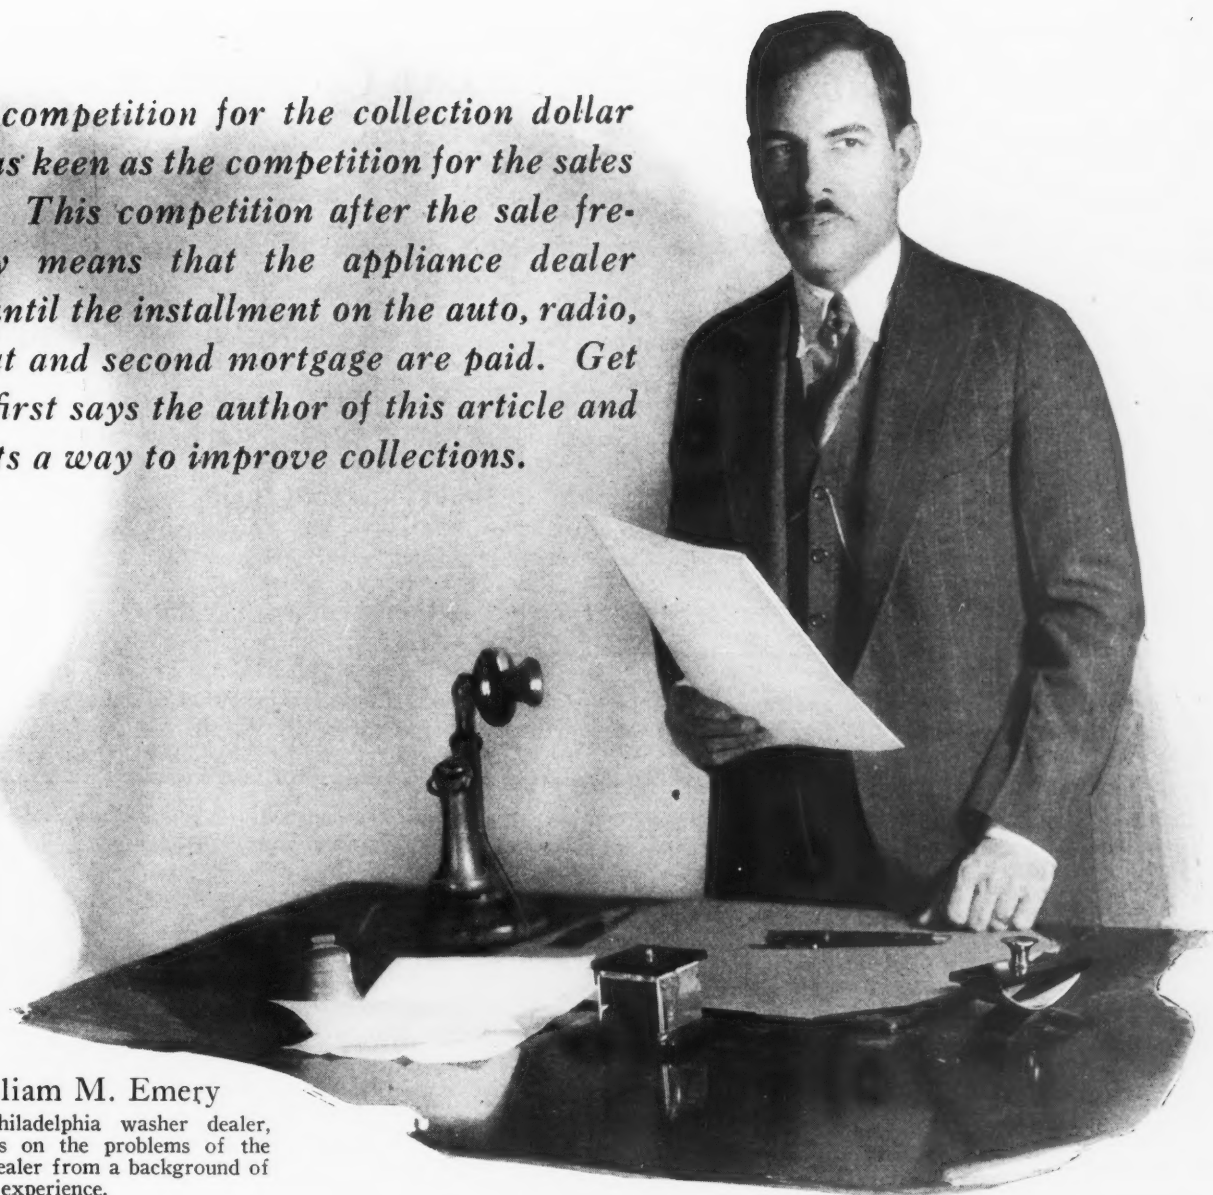 competition for the collection dollar
as keen as the competition for the sales
This competition after the sale fre-
y means that the appliance dealer
until the installment on the auto, radio,
t and second mortgage are paid. Get
first says the author of this article and
ts a way to improve collections.
liam M. Emery
hiladelphia washer dealer,
s on the problems of the
ealer from a background of
experience.